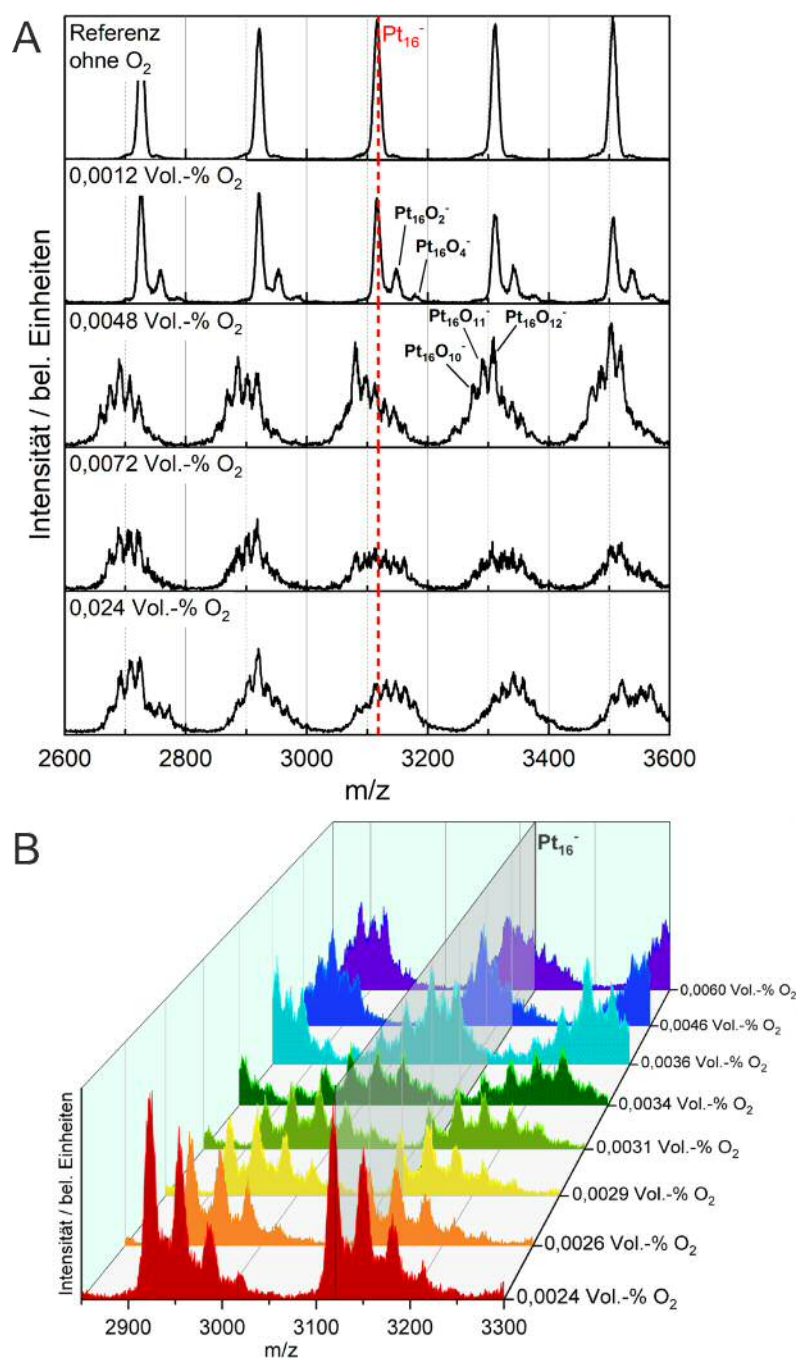 A
Referenz
ohne O₂
Pt₁₆⁻
0,0012 Vol.-% O₂
Pt₁₆O₂⁻
Pt₁₆O₄⁻
0,0048 Vol.-% O₂
Pt₁₆O₁₁⁻
Pt₁₆O₁₂⁻
Pt₁₆O₁₀⁻
0,0072 Vol.-% O₂
0,024 Vol.-% O₂
Intensität / bel. Einheiten
2600 2800 3000 3200 3400 3600
m/z
B
Pt₁₆⁻
0,0060 Vol.-% O₂
0,0046 Vol.-% O₂
0,0036 Vol.-% O₂
0,0034 Vol.-% O₂
0,0031 Vol.-% O₂
0,0029 Vol.-% O₂
0,0026 Vol.-% O₂
0,0024 Vol.-% O₂
Intensität / bel. Einheiten
2900 3000 3100 3200 3300
m/z